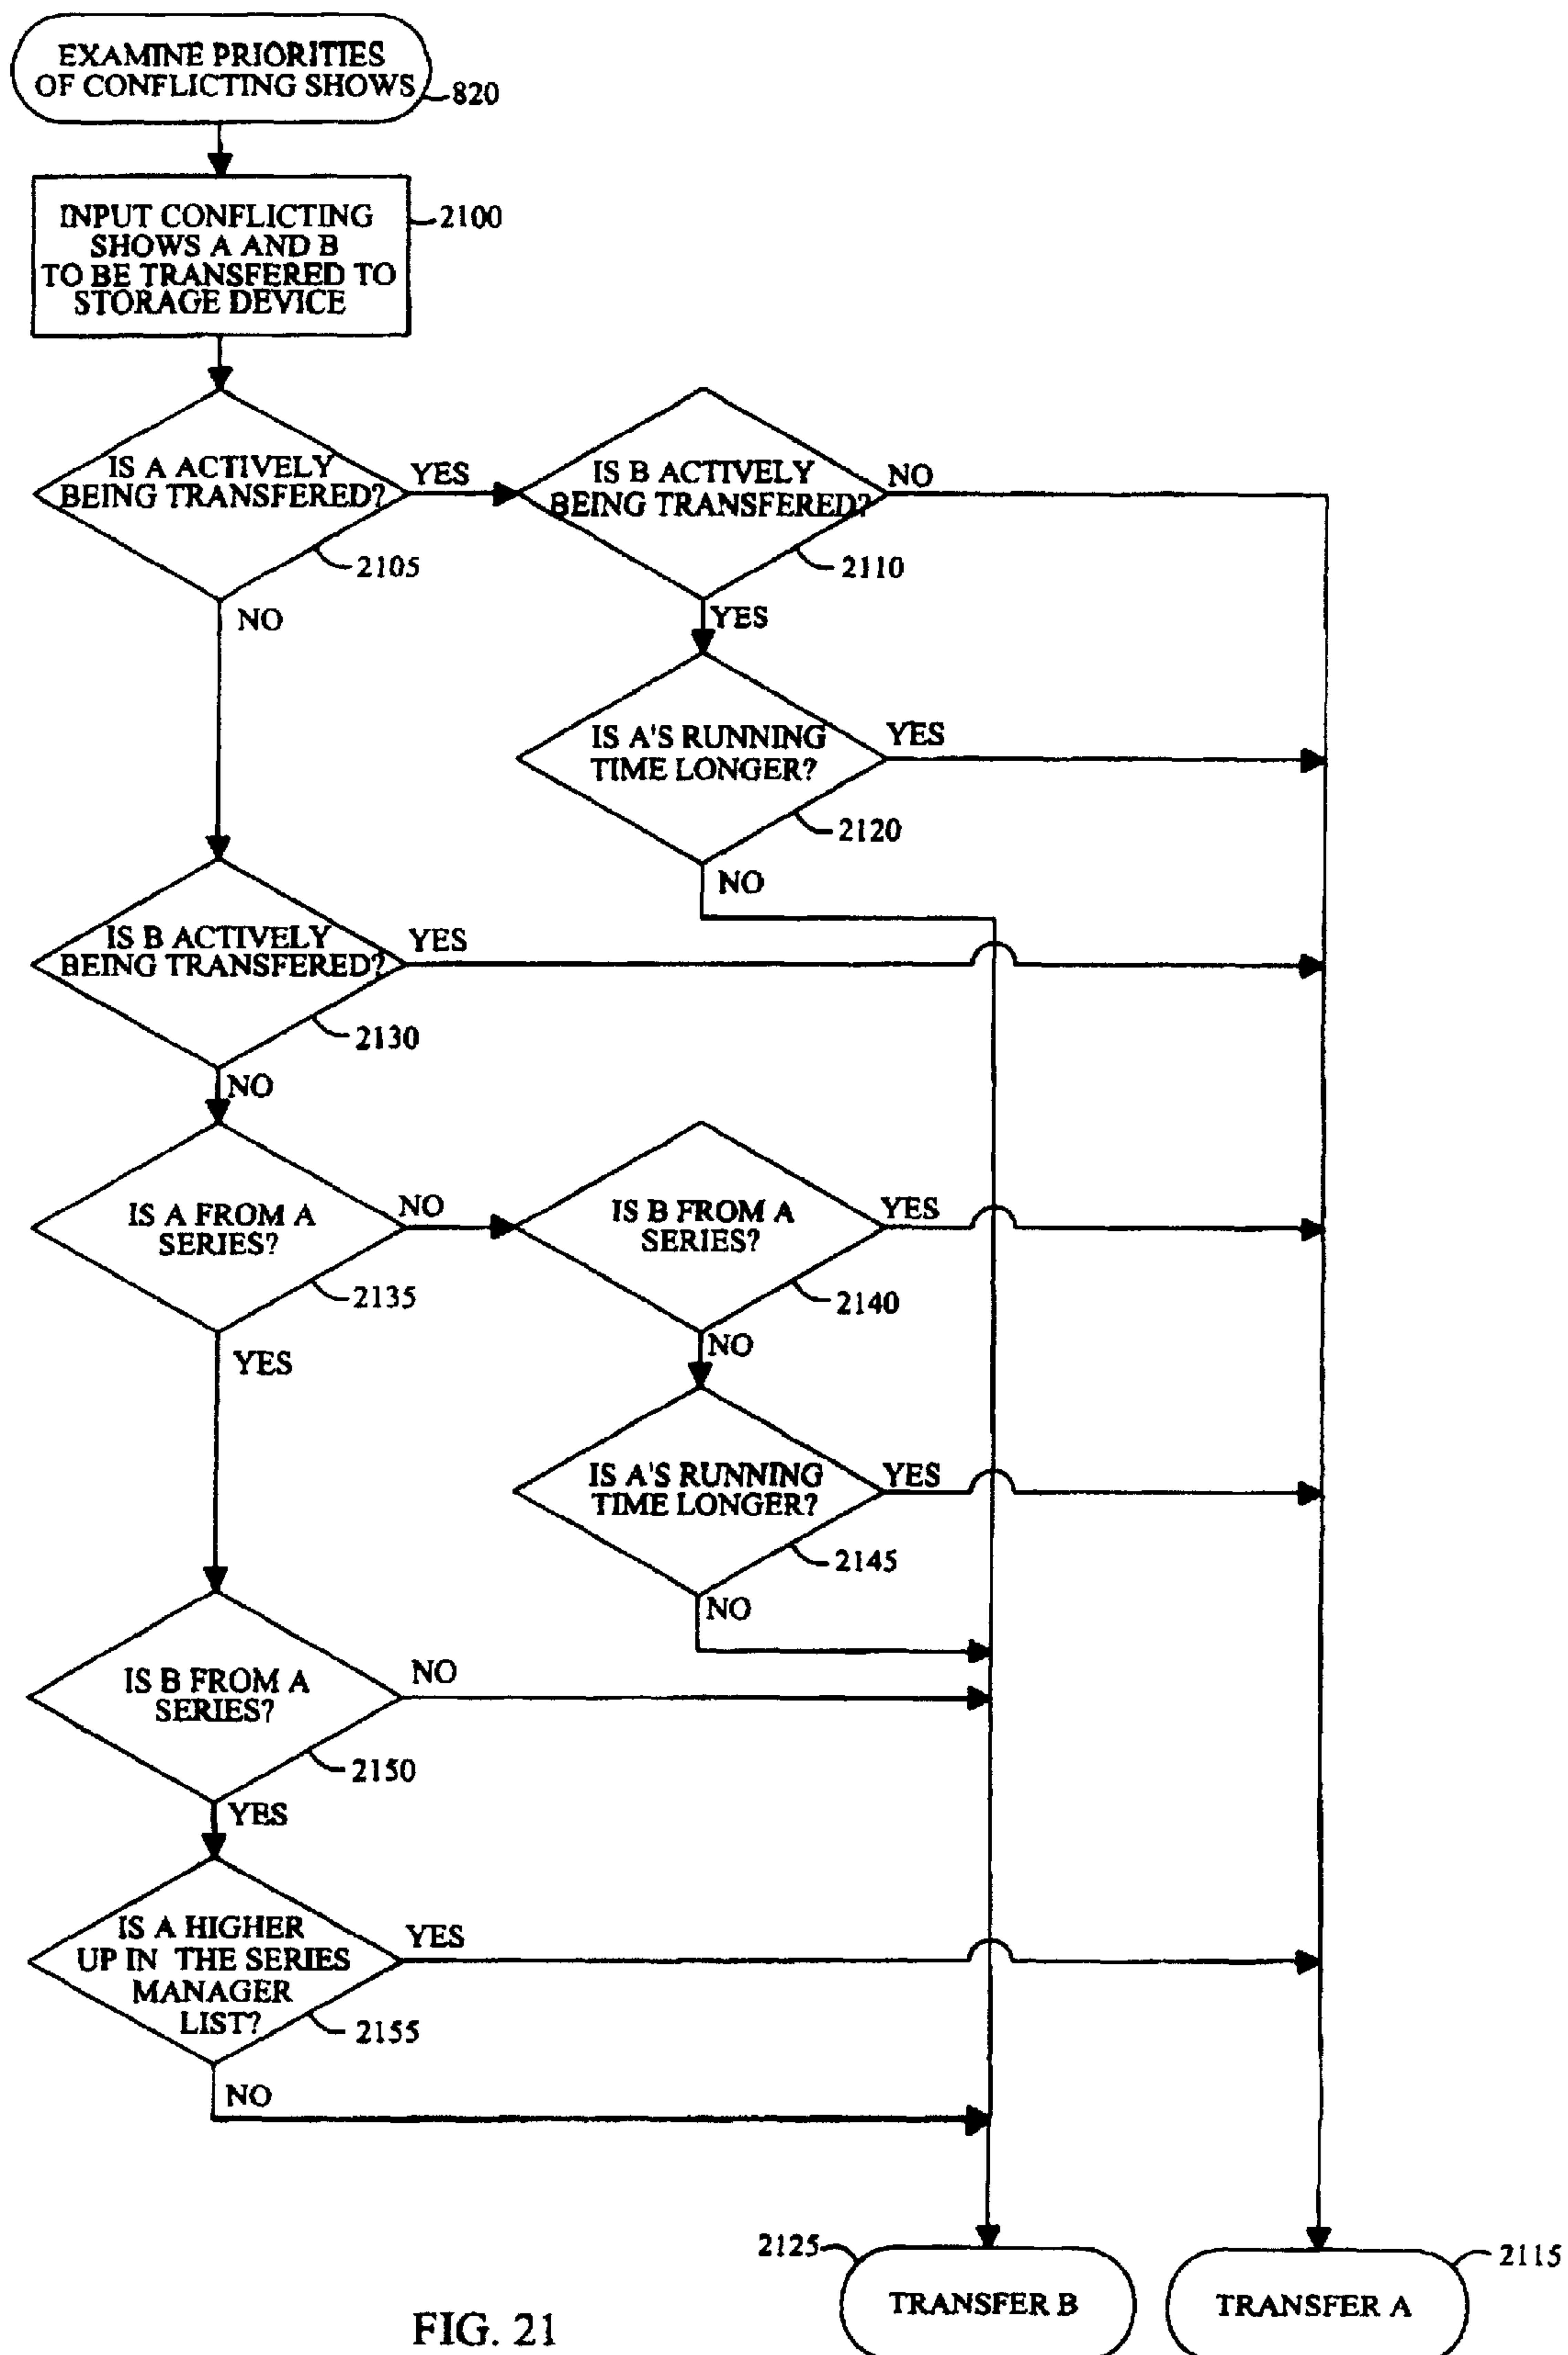 EXAMINE PRIORITIES
OF CONFLICTING SHOWS
820
INPUT CONFLICTING
SHOWS A AND B
TO BE TRANSFERED TO
STORAGE DEVICE
2100
IS A ACTIVELY
BEING TRANSFERED?
YES
2105
NO
IS B ACTIVELY
BEING TRANSFERED?
NO
2110
YES
IS A'S RUNNING
TIME LONGER?
YES
2120
NO
IS B ACTIVELY
BEING TRANSFERED?
YES
2130
NO
IS A FROM A
SERIES?
NO
2135
YES
IS B FROM A
SERIES?
YES
2140
NO
IS A'S RUNNING
TIME LONGER?
YES
2145
NO
IS B FROM A
SERIES?
NO
2150
YES
IS A HIGHER
UP IN THE SERIES
MANAGER
LIST?
YES
2155
NO
2125
TRANSFER B
TRANSFER A
2115
FIG. 21